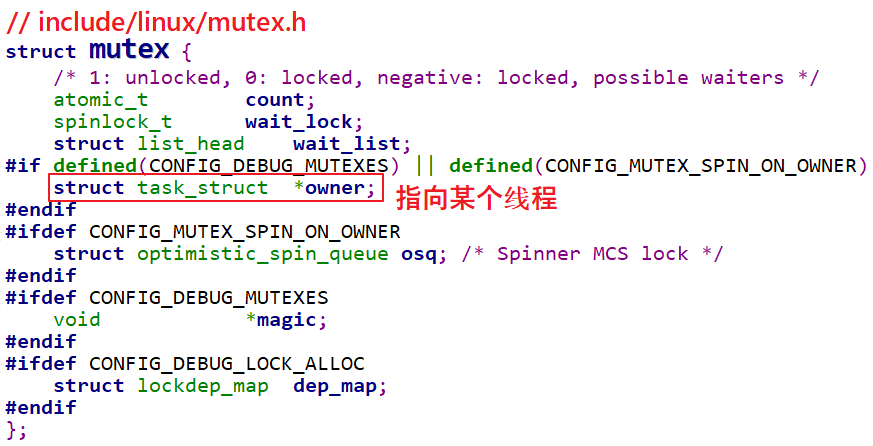 // include/linux/mutex.h
struct mutex {
    /* 1: unlocked, 0: locked, negative: locked, possible waiters */
    atomic_t        count;
    spinlock_t      wait_lock;
    struct list_head    wait_list;
#if defined(CONFIG_DEBUG_MUTEXES) || defined(CONFIG_MUTEX_SPIN_ON_OWNER)
    struct task_struct  *owner; 指向某个线程
#endif
#ifdef CONFIG_MUTEX_SPIN_ON_OWNER
    struct optimistic_spin_queue osq; /* Spinner MCS lock */
#endif
#ifdef CONFIG_DEBUG_MUTEXES
    void            *magic;
#endif
#ifdef CONFIG_DEBUG_LOCK_ALLOC
    struct lockdep_map  dep_map;
#endif
};